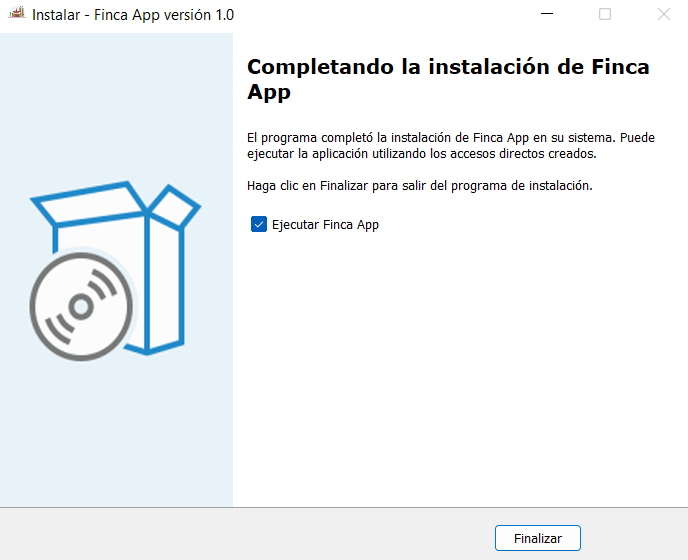 Instalar - Finca App versión 1.0
Completando la instalación de Finca
App
El programa completó la instalación de Finca App en su sistema. Puede
ejecutar la aplicación utilizando los accesos directos creados.
Haga clic en Finalizar para salir del programa de instalación.
Ejecutar Finca App
Finalizar